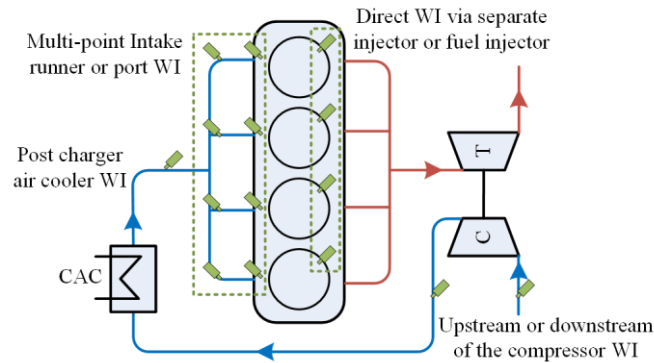 Multi-point Intake
runner or port WI
Direct WI via separate
injector or fuel injector
Post charger
air cooler WI
T
C
CAC
Upstream or downstream
of the compressor WI